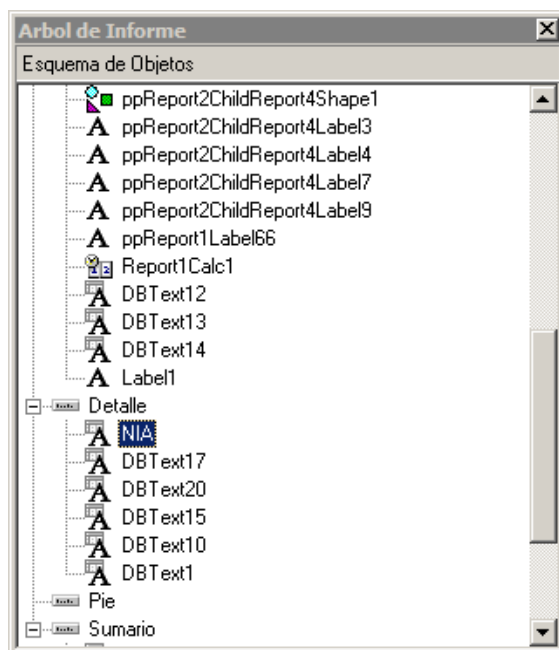 Arbol de Informe
Esquema de Objetos
ppReport2ChildReport4Shape1
ppReport2ChildReport4Label3
ppReport2ChildReport4Label4
ppReport2ChildReport4Label7
ppReport2ChildReport4Label9
ppReport1Label66
Report1Calc1
DBText12
DBText13
DBText14
Label1
Detalle
NIA
DBText17
DBText20
DBText15
DBText10
DBText1
Pie
Sumario